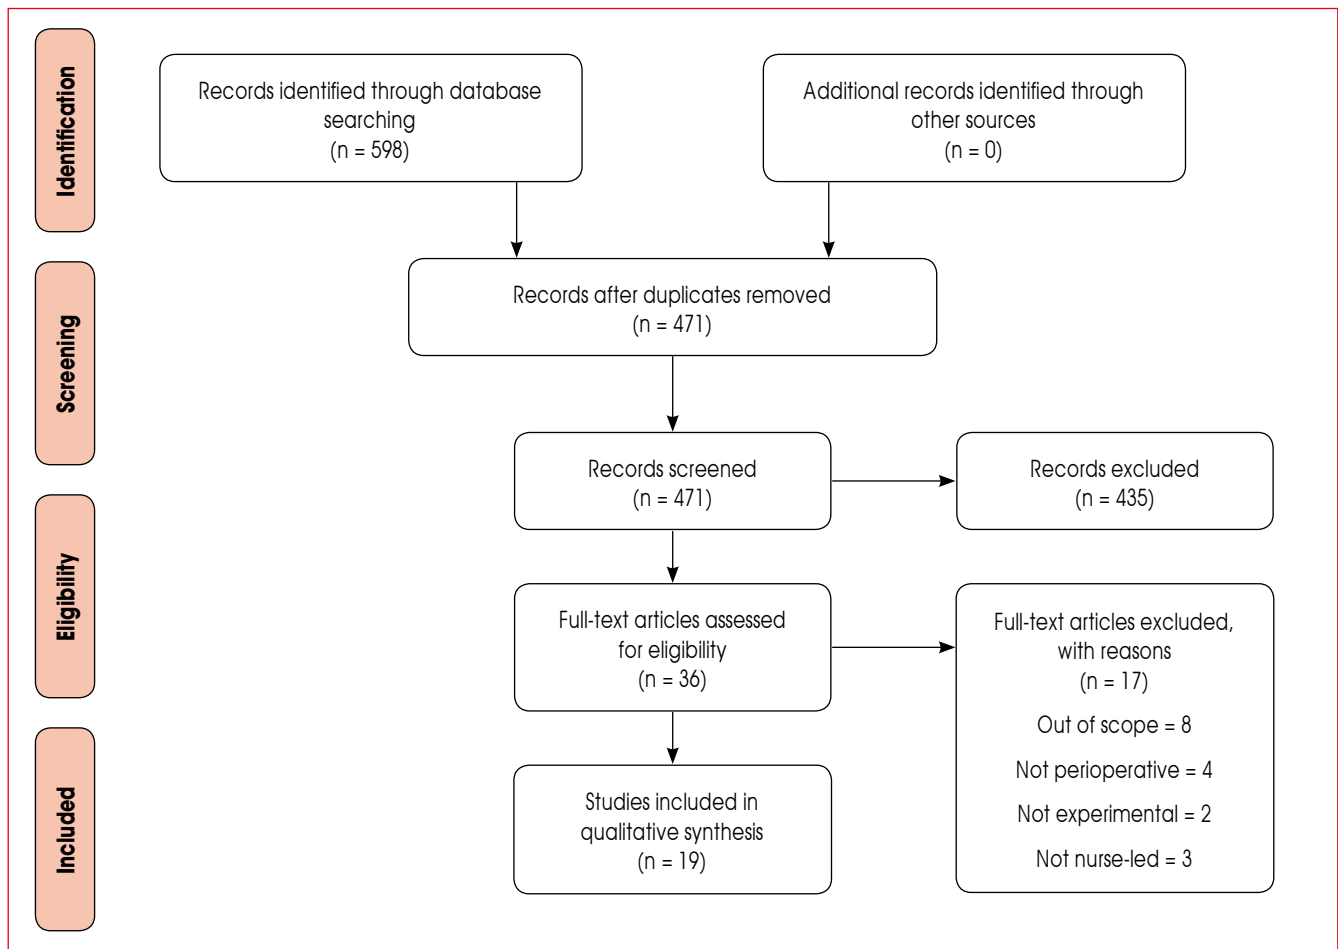 Identification
Records identified through database
searching
(n = 598)
Additional records identified through
other sources
(n = 0)
Screening
Records after duplicates removed
(n = 471)
Records screened
(n = 471)
Records excluded
(n = 435)
Eligibility
Full-text articles assessed
for eligibility
(n = 36)
Full-text articles excluded,
with reasons
(n = 17)
Out of scope = 8
Not perioperative = 4
Not experimental = 2
Not nurse-led = 3
Included
Studies included in
qualitative synthesis
(n = 19)